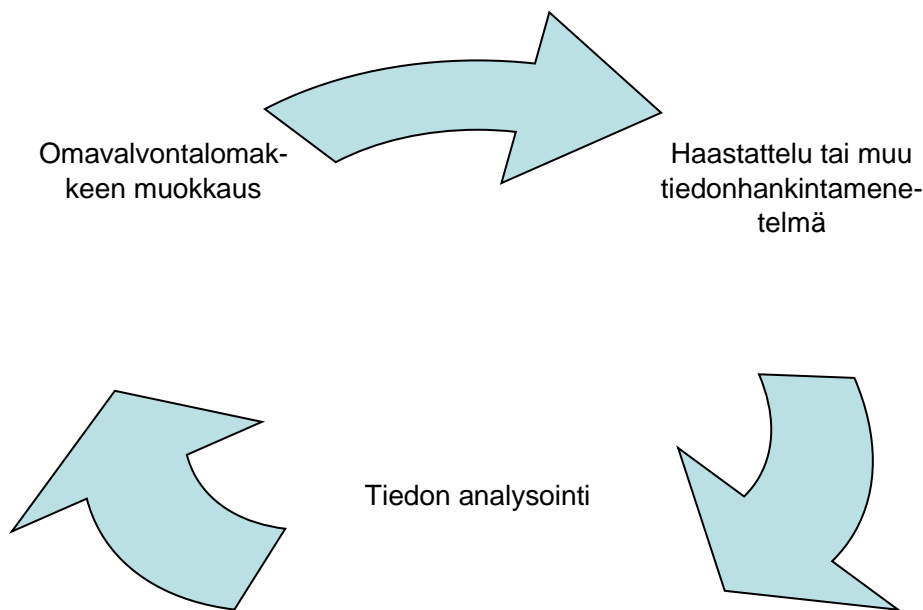 Omavalvontalomak-
keen muokkaus
Haastattelu tai muu
tiedonhankintamene-
telmä
Tiedon analysointi